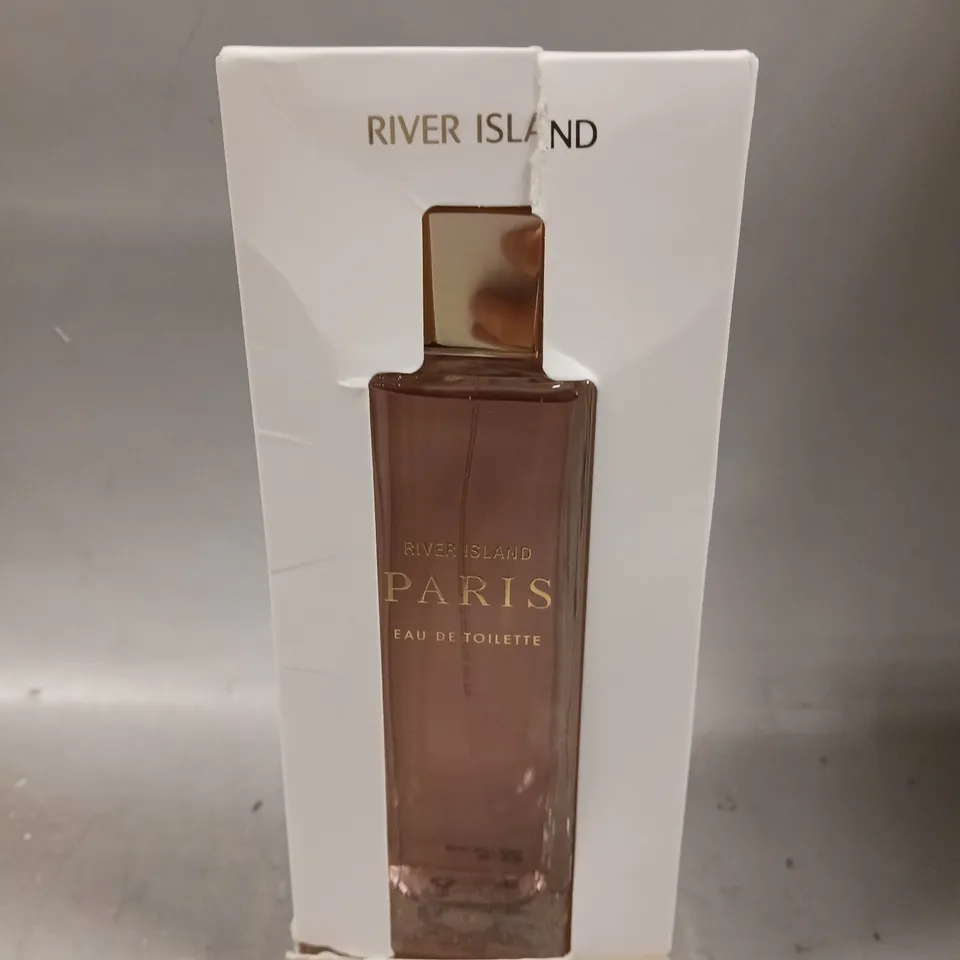 RIVER ISLAND
RIVER ISLAND
PARIS
EAU DE TOILETTE